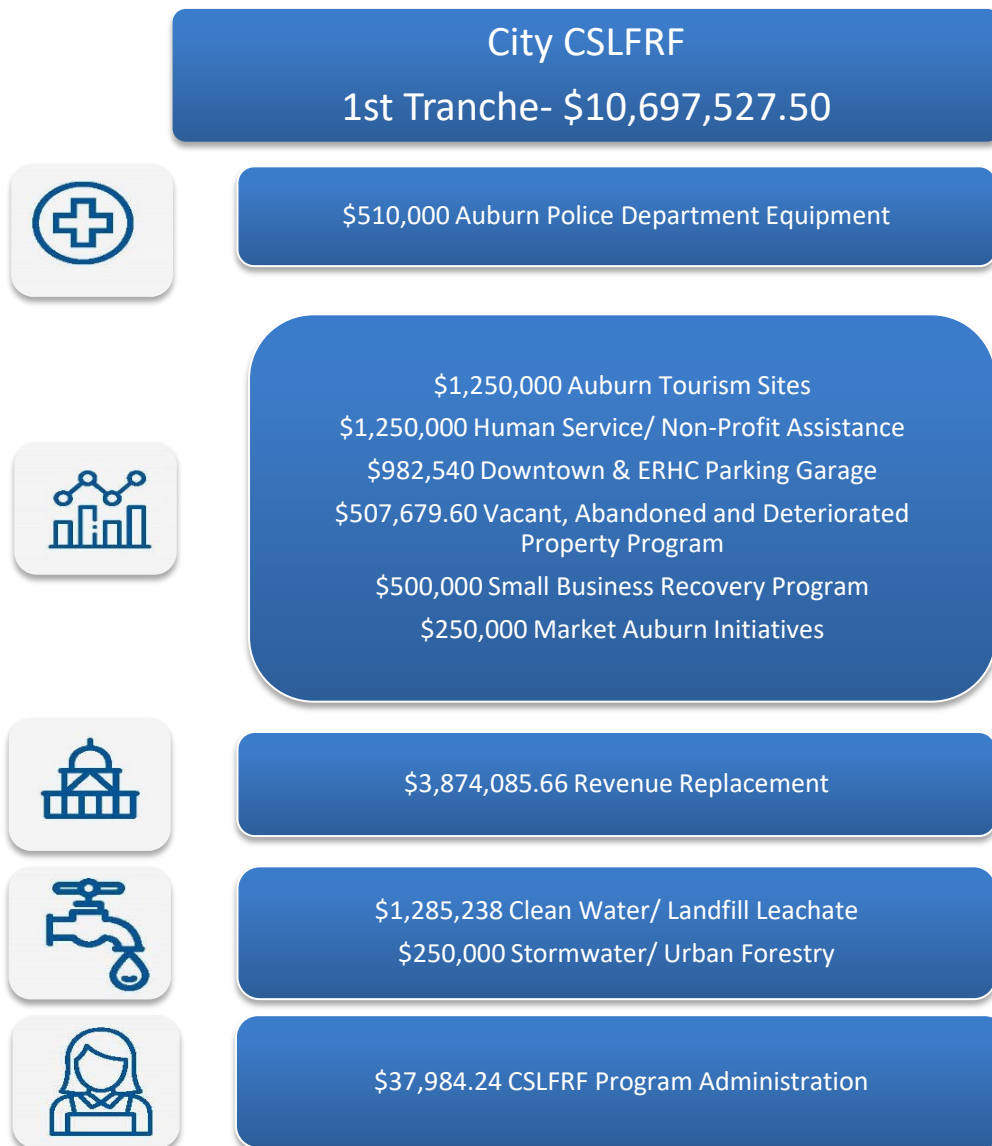 City CSLFRF
1st Tranche- $10,697,527.50
$510,000 Auburn Police Department Equipment
$1,250,000 Auburn Tourism Sites
$1,250,000 Human Service/ Non-Profit Assistance
$982,540 Downtown & ERHC Parking Garage
$507,679.60 Vacant, Abandoned and Deteriorated
Property Program
$500,000 Small Business Recovery Program
$250,000 Market Auburn Initiatives
$3,874,085.66 Revenue Replacement
$1,285,238 Clean Water/ Landfill Leachate
$250,000 Stormwater/ Urban Forestry
$37,984.24 CSLFRF Program Administration